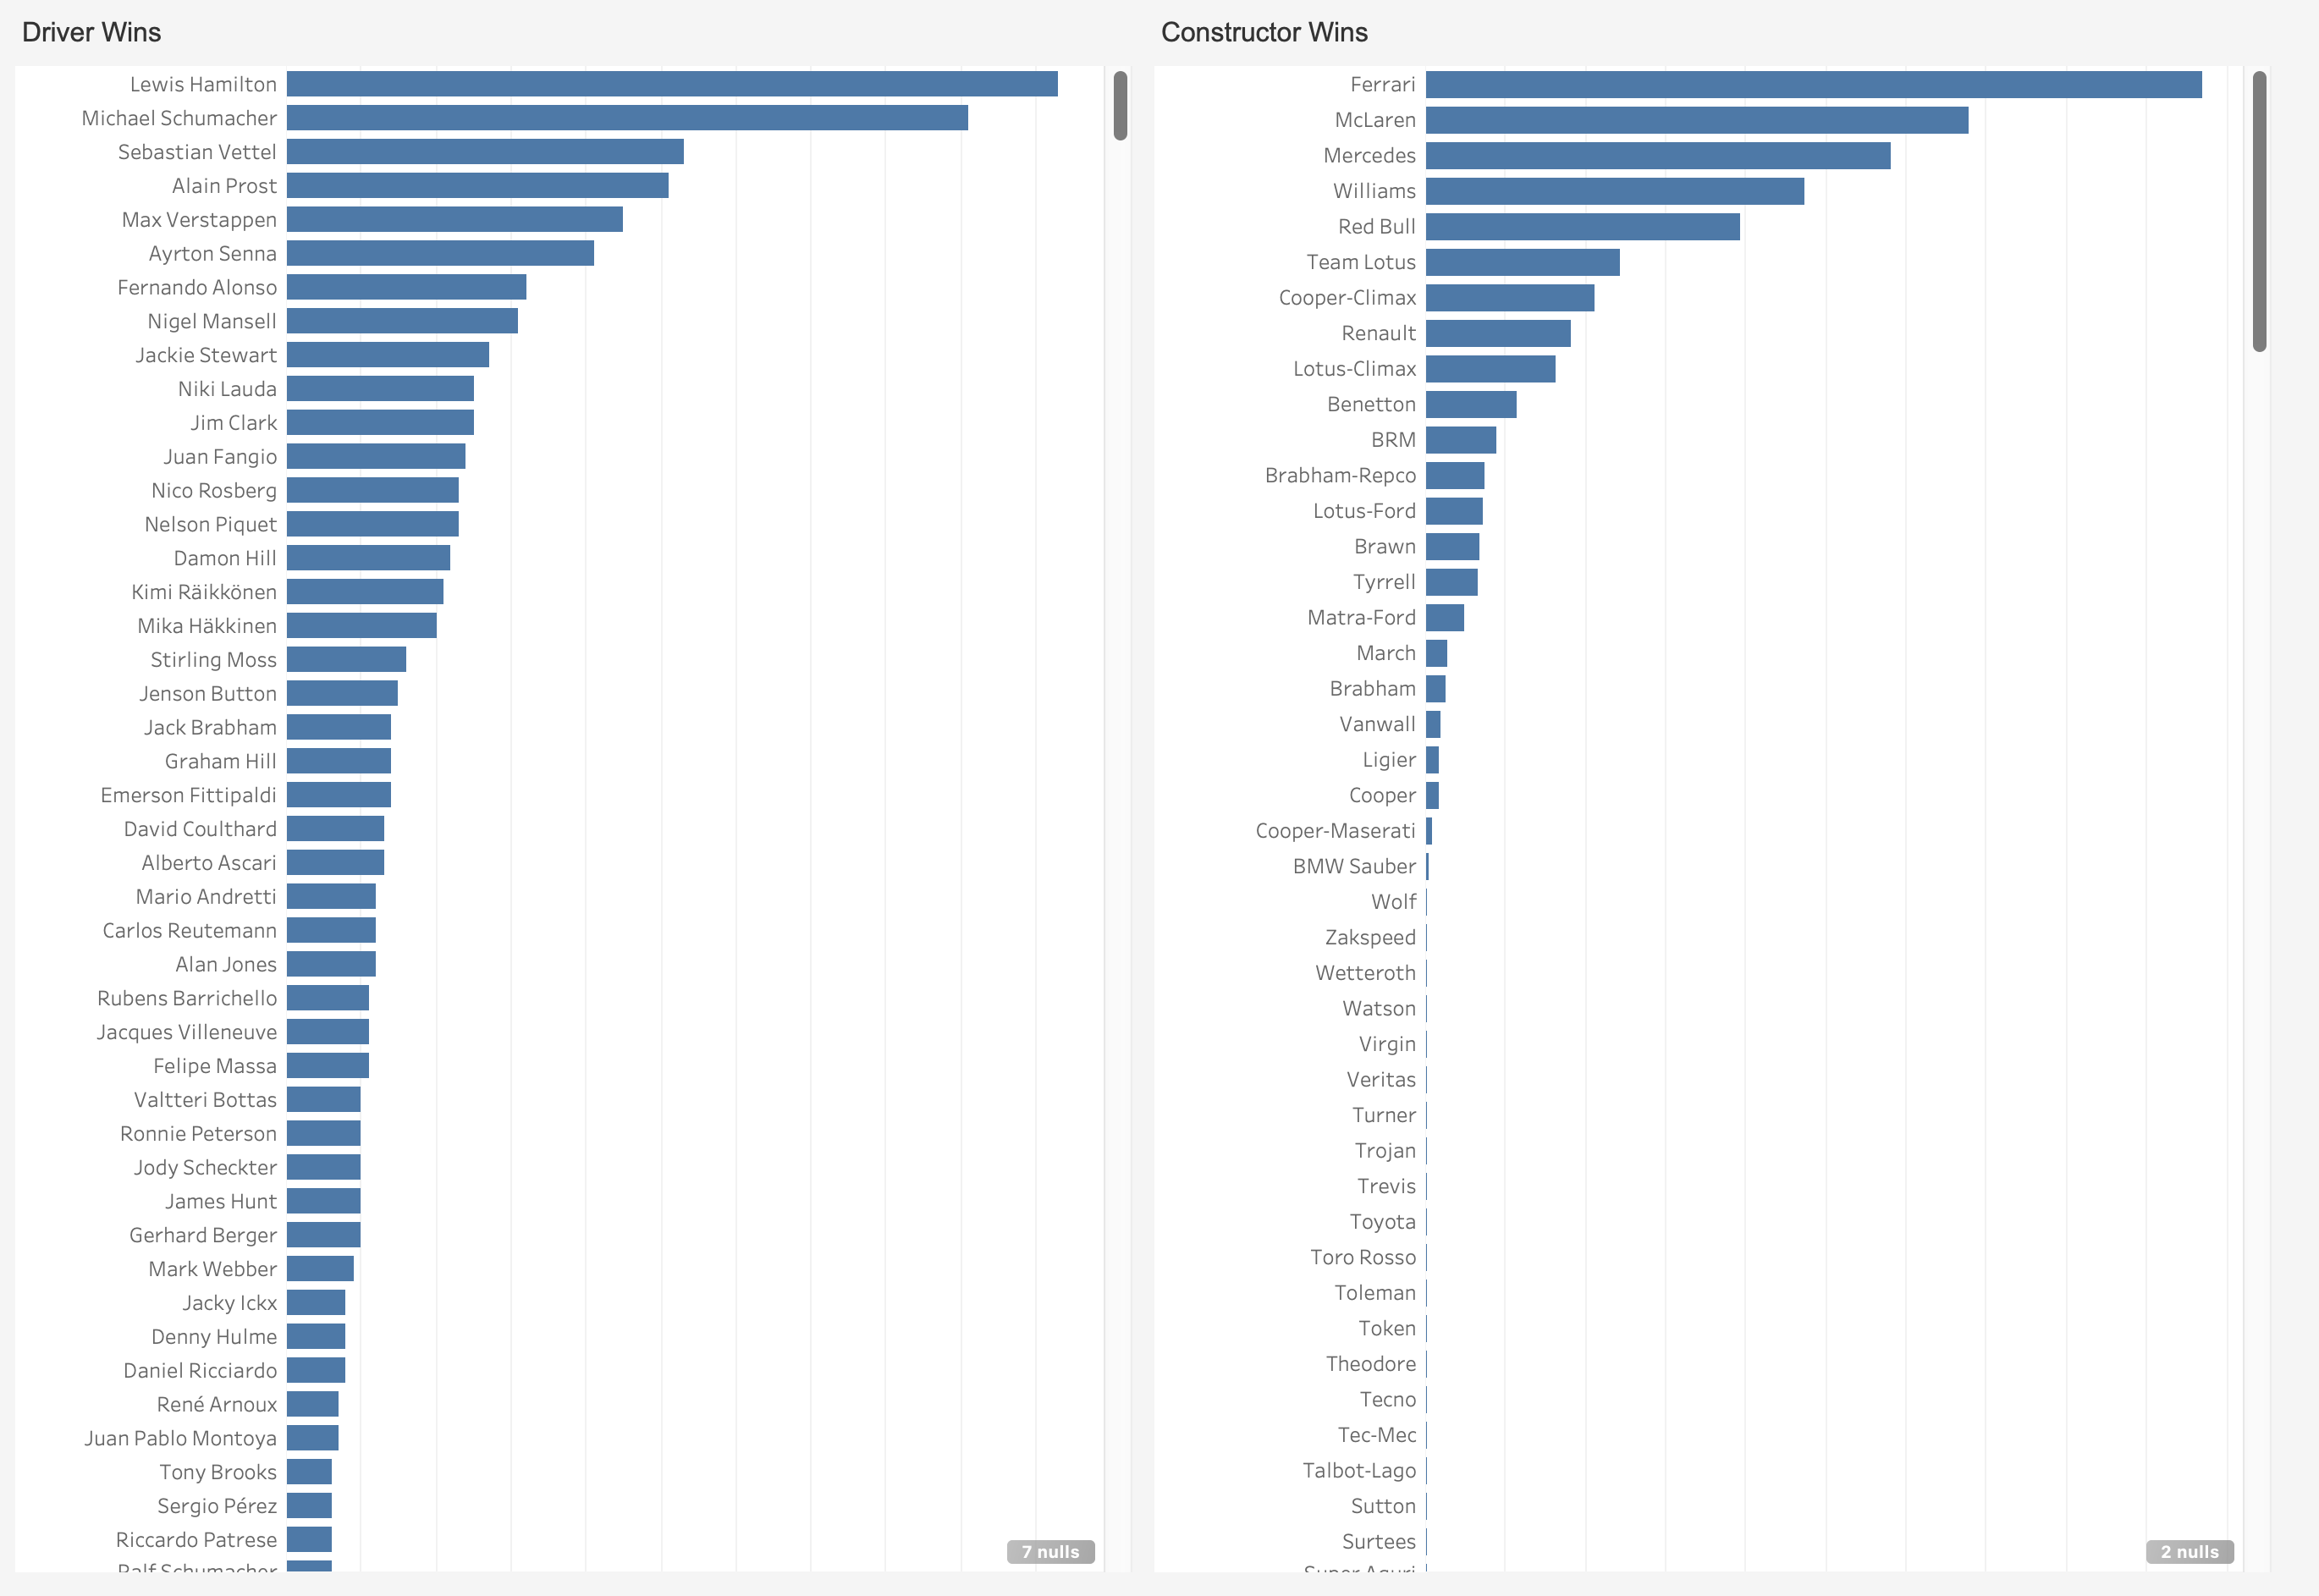 Driver Wins
Lewis Hamilton
Michael Schumacher
Sebastian Vettel
Alain Prost
Max Verstappen
Ayrton Senna
Fernando Alonso
Nigel Mansell
Jackie Stewart
Niki Lauda
Jim Clark
Juan Fangio
Nico Rosberg
Nelson Piquet
Damon Hill
Kimi Räikkönen
Mika Häkkinen
Stirling Moss
Jenson Button
Jack Brabham
Graham Hill
Emerson Fittipaldi
David Coulthard
Alberto Ascari
Mario Andretti
Carlos Reutemann
Alan Jones
Rubens Barrichello
Jacques Villeneuve
Felipe Massa
Valtteri Bottas
Ronnie Peterson
Jody Scheckter
James Hunt
Gerhard Berger
Mark Webber
Jacky Ickx
Denny Hulme
Daniel Ricciardo
René Arnoux
Juan Pablo Montoya
Tony Brooks
Sergio Pérez
Riccardo Patrese
Ralf Schumacher
7 nulls
Constructor Wins
Ferrari
McLaren
Mercedes
Williams
Red Bull
Team Lotus
Cooper-Climax
Renault
Lotus-Climax
Benetton
BRM
Brabham-Repco
Lotus-Ford
Brawn
Tyrrell
Matra-Ford
March
Brabham
Vanwall
Ligier
Cooper
Cooper-Maserati
BMW Sauber
Wolf
Zakspeed
Wetteroth
Watson
Virgin
Veritas
Turner
Trojan
Trevis
Toyota
Toro Rosso
Toleman
Token
Theodore
Tecno
Tec-Mec
Talbot-Lago
Sutton
Surtees
Super Aguri
2 nulls